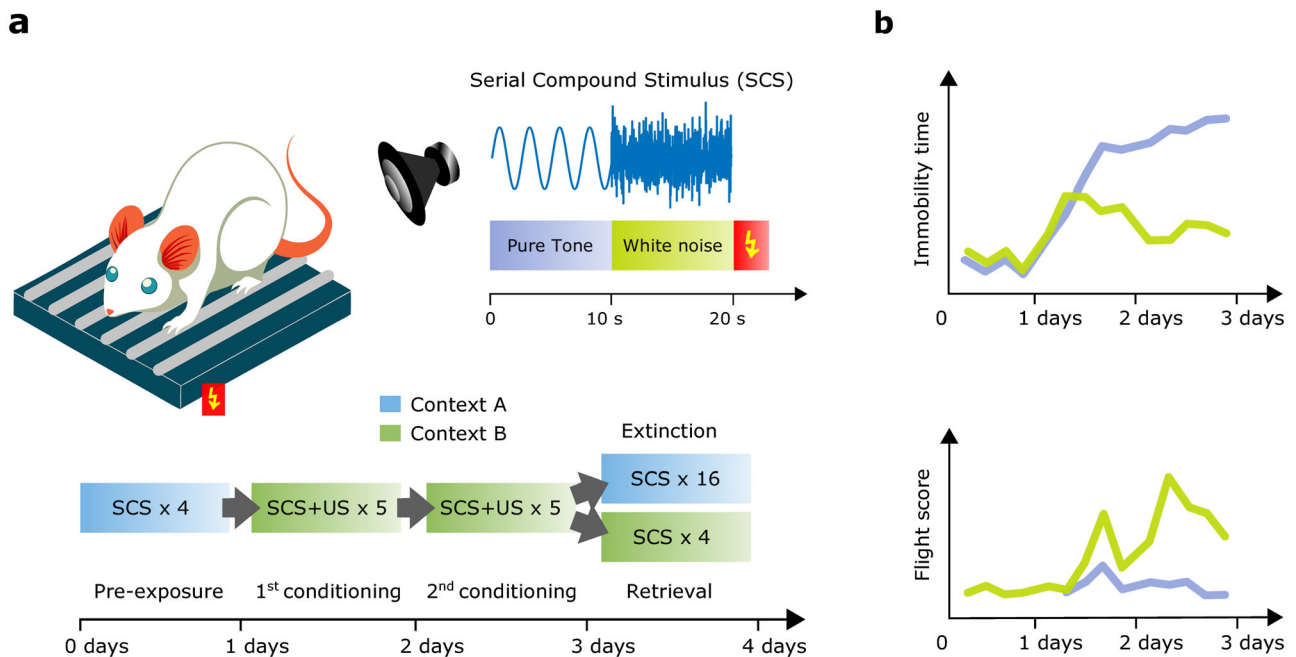 a
Serial Compound Stimulus (SCS)
Pure Tone
White noise
0
10 s
20 s
Context A
Context B
Extinction
SCS x 4
SCS+US x 5
SCS+US x 5
SCS x 16
SCS x 4
Pre-exposure
1st conditioning
2nd conditioning
Retrieval
0 days
1 days
2 days
3 days
4 days
b
Immobility time
0
1 days
2 days
3 days
Flight score
0
1 days
2 days
3 days